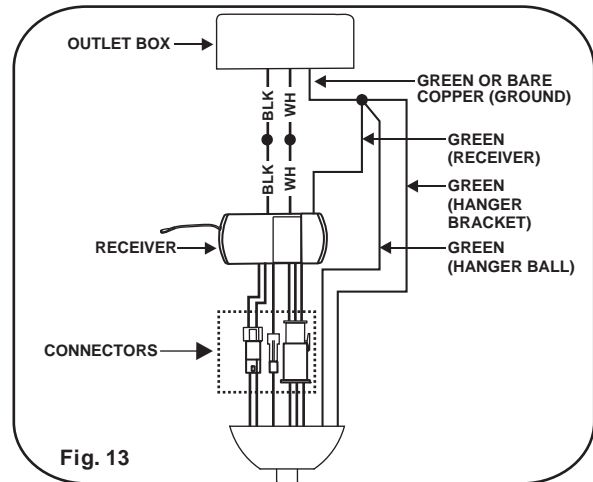 OUTLET BOX
GREEN OR BARE
COPPER (GROUND)
BLK
WH
GREEN
(RECEIVER)
BLK
WH
GREEN
(HANGER
BRACKET)
RECEIVER
GREEN
(HANGER BALL)
CONNECTORS
Fig. 13